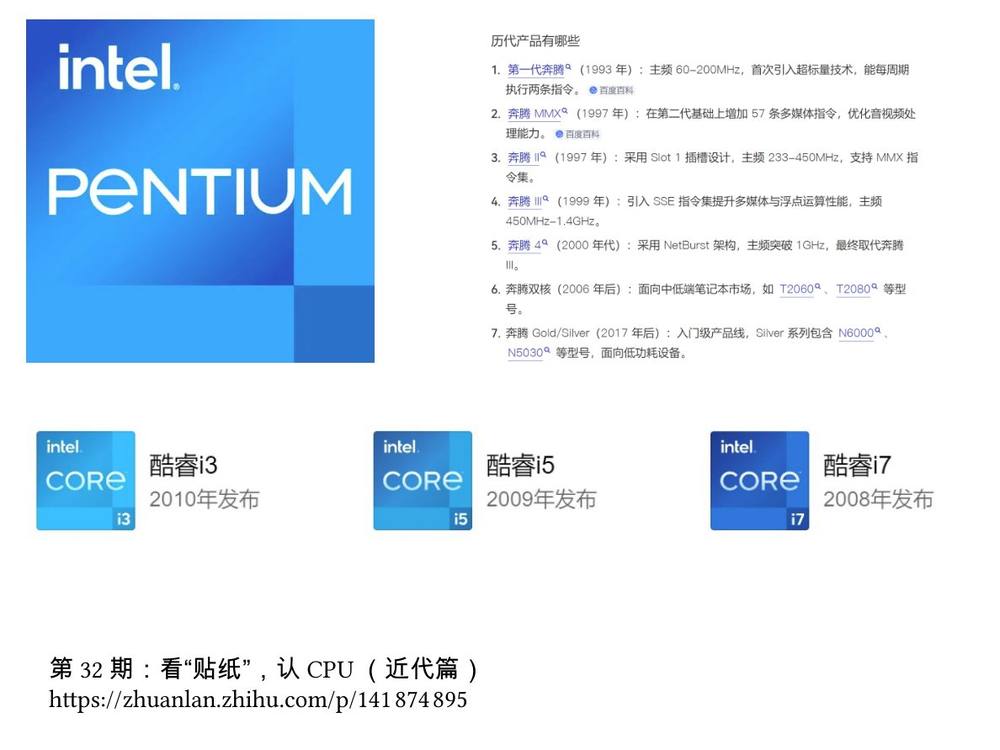 intel.
PENTIUM
历代产品有哪些
1. 第一代奔腾（1993 年）：主频 60-200MHz，首次引入超标量技术，能每周期
执行两条指令。 百度百科
2. 奔腾 MMX（1997 年）：在第二代基础上增加 57 条多媒体指令，优化音视频处
理能力。 百度百科
3. 奔腾 II（1997 年）：采用 Slot 1 插槽设计，主频 233-450MHz，支持 MMX 指
令集。
4. 奔腾 III（1999 年）：引入 SSE 指令集提升多媒体与浮点运算性能，主频
450MHz-1.4GHz。
5. 奔腾 4（2000 年代）：采用 NetBurst 架构，主频突破 1GHz，最终取代奔腾
III。
6. 奔腾双核（2006 年后）：面向中低端笔记本市场，如 T2060、T2080 等型
号。
7. 奔腾 Gold/Silver（2017 年后）：入门级产品线，Silver 系列包含 N6000、
N5030 等型号，面向低功耗设备。
intel.
CORE
i3
酷睿i3
2010年发布
intel.
CORE
i5
酷睿i5
2009年发布
intel.
CORE
i7
酷睿i7
2008年发布
第 32 期：看“贴纸”，认 CPU（近代篇）
https://zhuanlan.zhihu.com/p/141874895